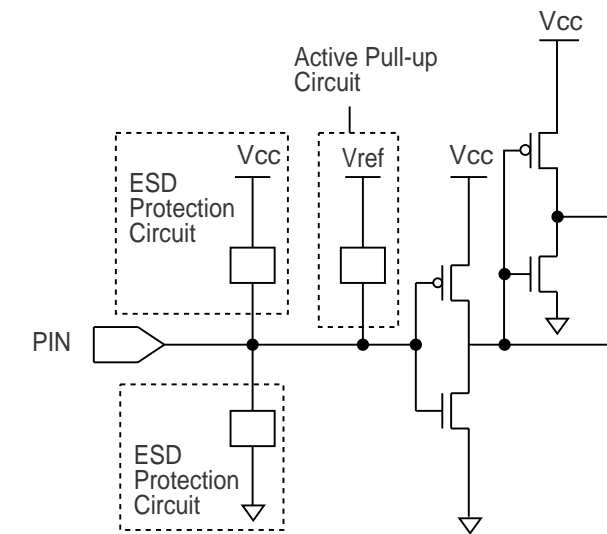 Vcc
Active Pull-up
Circuit
Vcc
Vref
Vcc
ESD
Protection
Circuit
PIN
ESD
Protection
Circuit